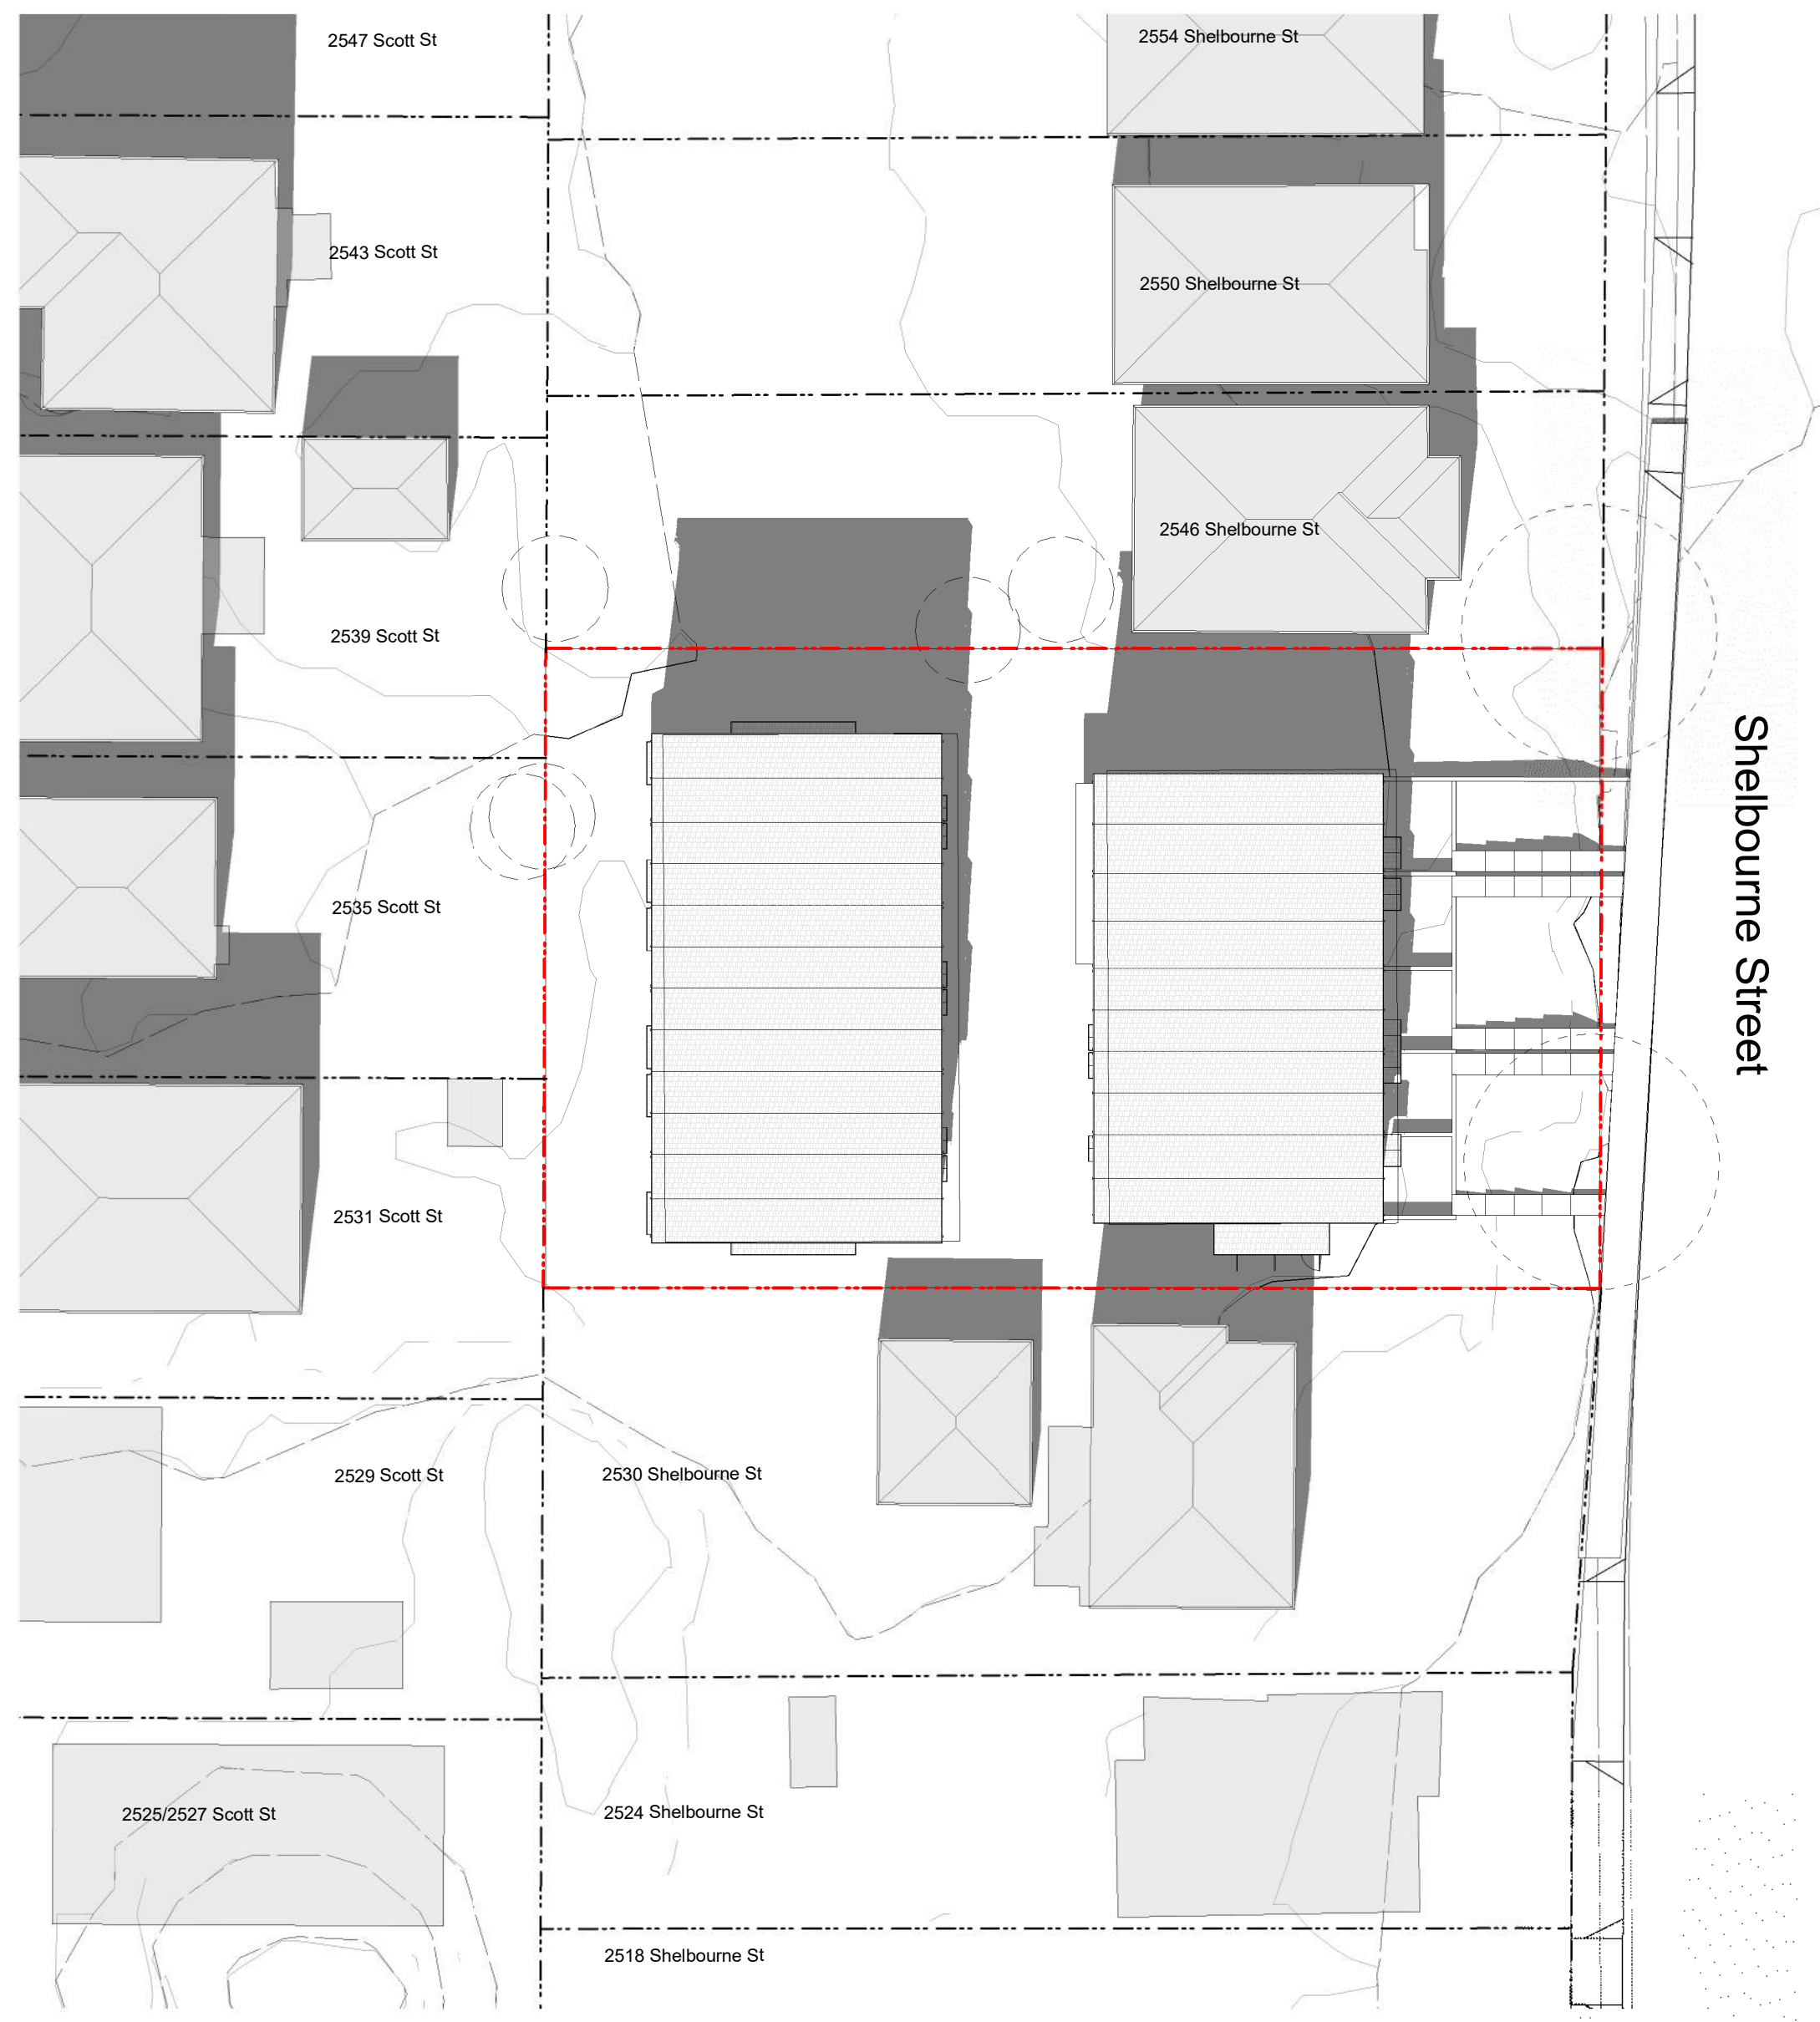 2547 Scott St
2554 Shelbourne St
2543 Scott St
2550 Shelbourne St
2546 Shelbourne St
2539 Scott St
Shelbourne Street
2535 Scott St
2531 Scott St
2529 Scott St
2530 Shelbourne St
2525/2527 Scott St
2524 Shelbourne St
2518 Shelbourne St